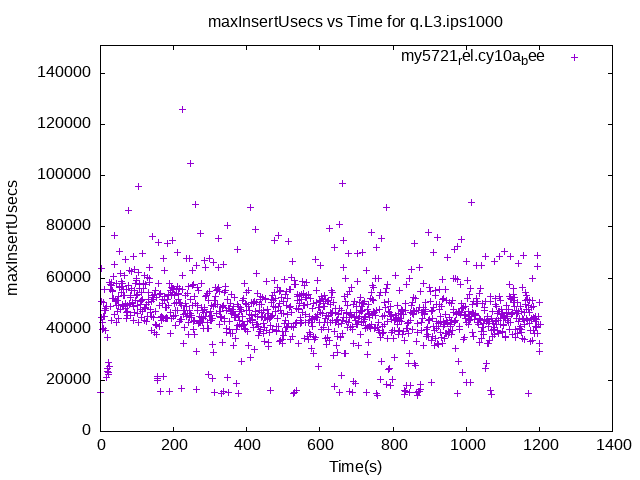 maxInsertUsecs vs Time for q.L3.ips1000
my5721rel.cy10abee
140000
120000
100000
80000
60000
40000
20000
0
maxInsertUsecs
0 200 400 600 800 1000 1200 1400
Time(s)